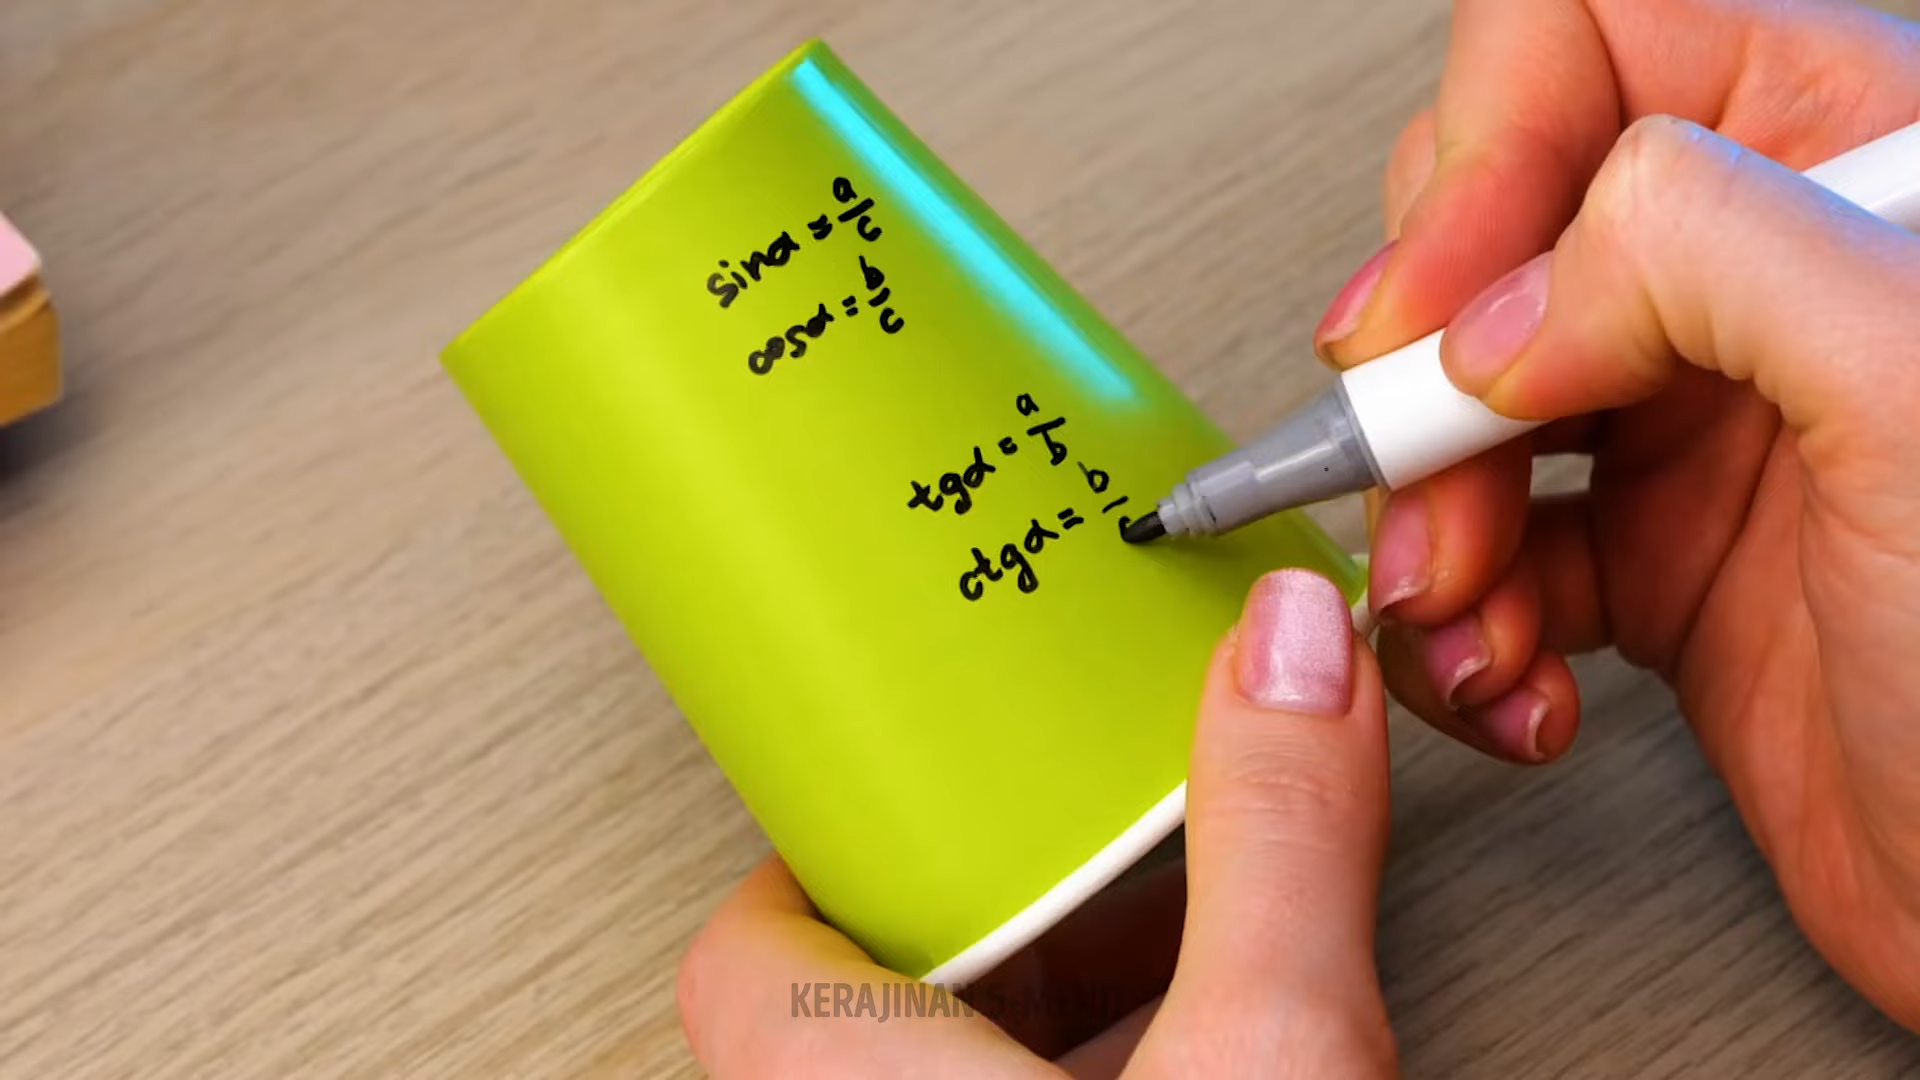 sinα = a/c
cosα = b/c
tgα = a/b
ctgα = b/
KERAJINAN 5-MENIT